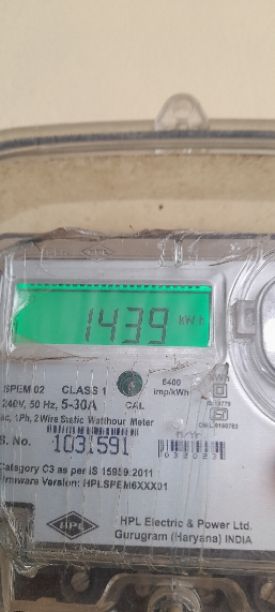 1439 kWh
SPEM 02 CLASS 1
6400
imp/kWh
240V, 50 Hz, 5-30A
CAL
ac, 1Ph, 2Wire Static Watthour Meter
S. No. 1031591
Category C3 as per IS 15959:2011
Firmware Version: HPLSPEM6XXX01
HPL
HPL Electric & Power Ltd.
Gurugram (Haryana) INDIA